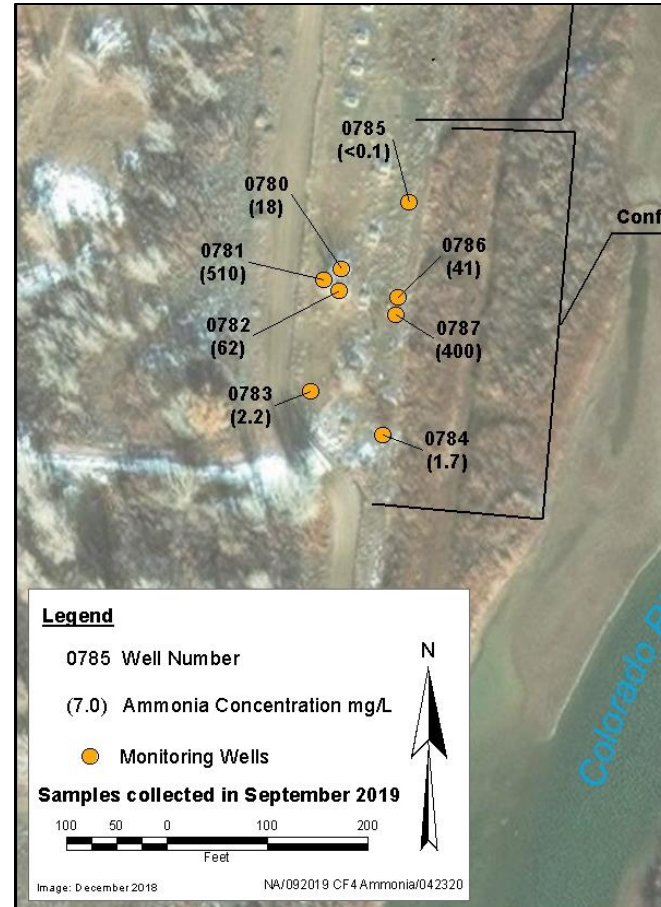 0785
(<0.1)
0780
(18)
Conf
0781
(510)
0786
(41)
0782
(62)
0787
(400)
0783
(2.2)
0784
(1.7)
Legend
0785 Well Number
(7.0) Ammonia Concentration mg/L
Monitoring Wells
N
Samples collected in September 2019
100 50 0 100 200
Feet
Image: December 2018
NA/092019 CF4 Ammonia/042320
Colorado R